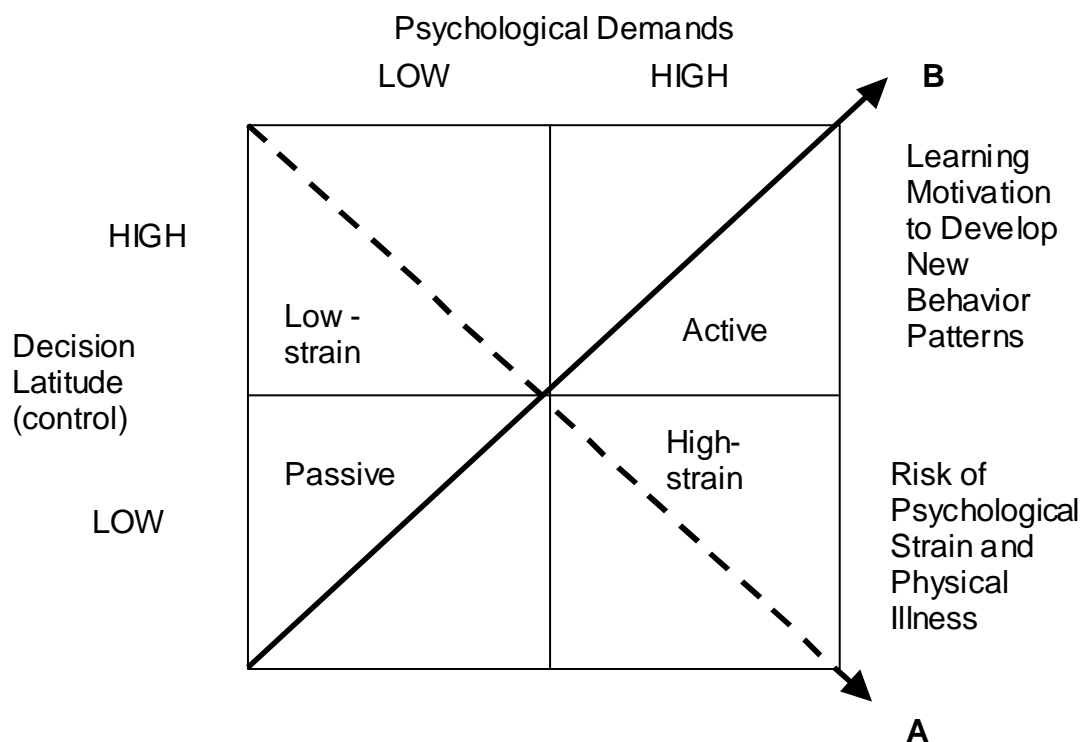 Psychological Demands
LOW
HIGH
B
Learning
Motivation
to Develop
New
Behavior
Patterns
HIGH
Low -
strain
Active
Decision
Latitude
(control)
High-
strain
Passive
LOW
Risk of
Psychological
Strain and
Physical
Illness
A